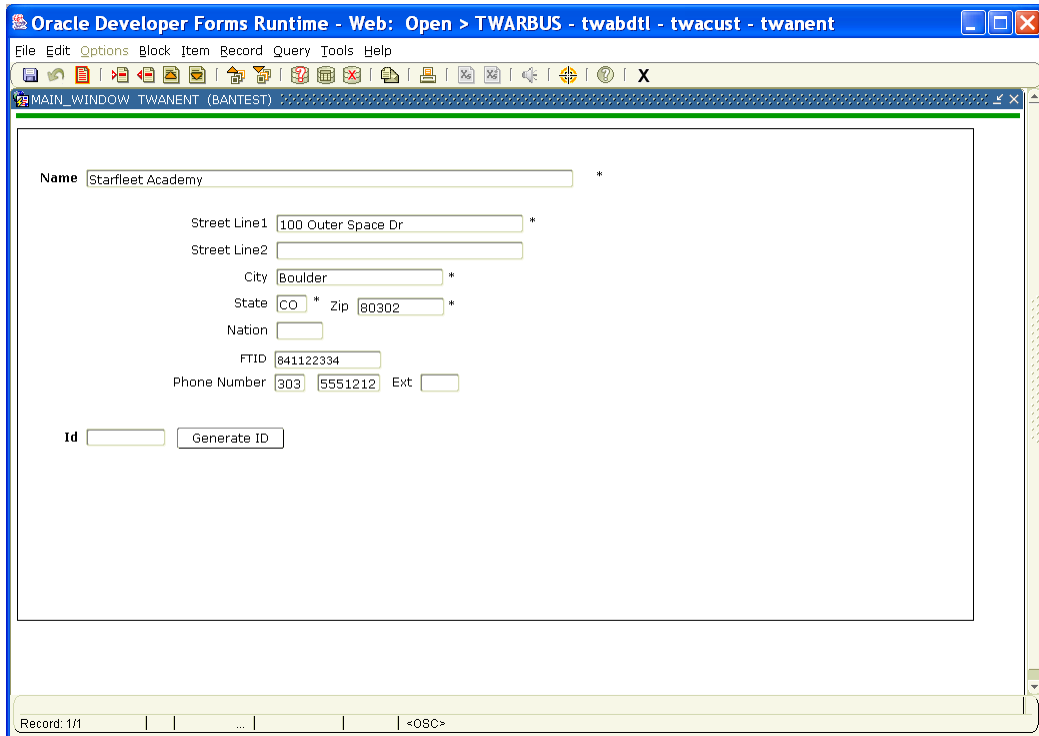 Oracle Developer Forms Runtime - Web: Open > TWARBUS - twabdtl - twacust - twanent
File Edit Options Block Item Record Query Tools Help
X
MAIN_WINDOW TWANENT (BANTEST)
Name Starfleet Academy *
Street Line1 100 Outer Space Dr *
Street Line2
City Boulder *
State CO * Zip 80302 *
Nation
FTID 841122334
Phone Number 303 5551212 Ext
Id Generate ID
Record: 1/1 ... <OSC>